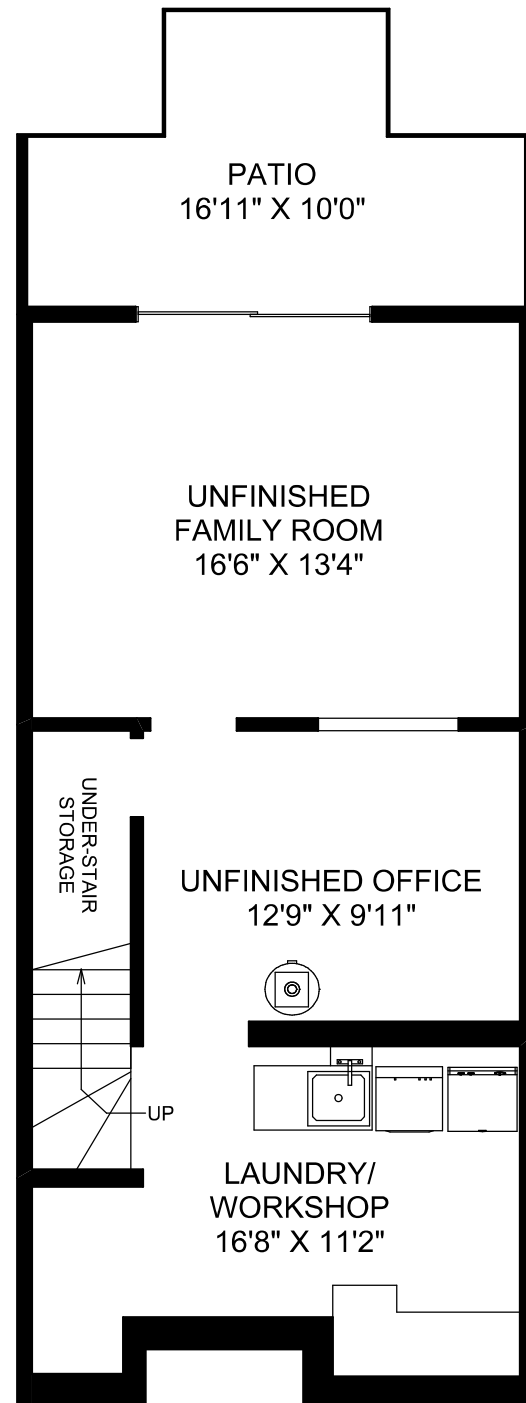 PATIO
16'11" X 10'0"
UNFINISHED
FAMILY ROOM
16'6" X 13'4"
UNDER-STAIR
STORAGE
UNFINISHED OFFICE
12'9" X 9'11"
UP
LAUNDRY/
WORKSHOP
16'8" X 11'2"